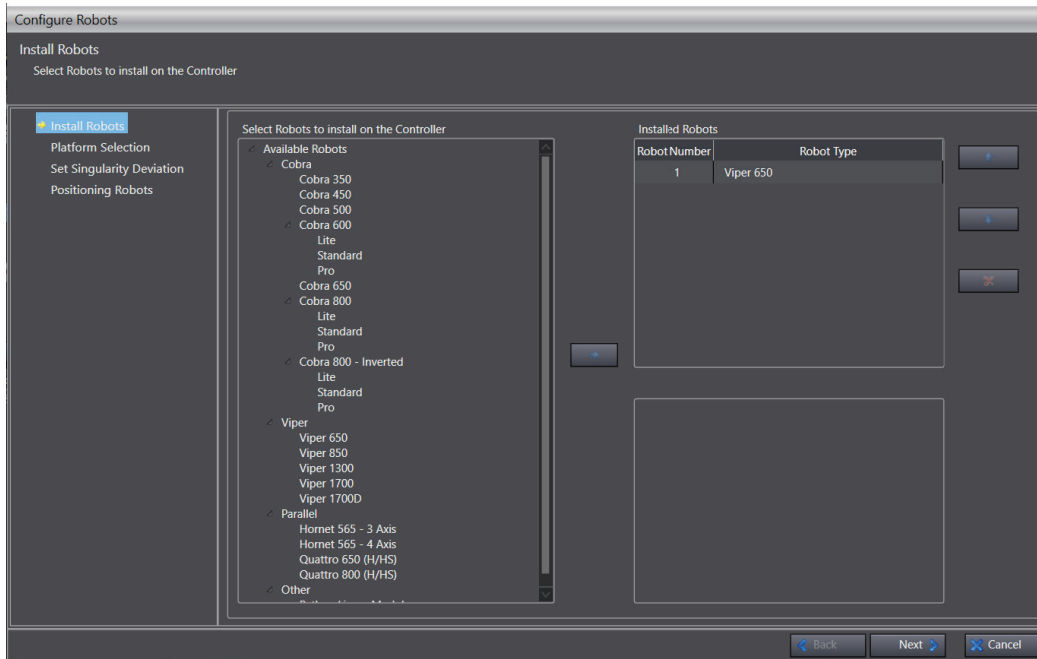 Configure Robots
Install Robots
Select Robots to install on the Controller
Install Robots
Platform Selection
Set Singularity Deviation
Positioning Robots
Select Robots to install on the Controller
Available Robots
Cobra
Cobra 350
Cobra 450
Cobra 500
Cobra 600
Lite
Standard
Pro
Cobra 650
Cobra 800
Lite
Standard
Pro
Cobra 800 - Inverted
Lite
Standard
Pro
Viper
Viper 650
Viper 850
Viper 1300
Viper 1700
Viper 1700D
Parallel
Hornet 565 - 3 Axis
Hornet 565 - 4 Axis
Quattro 650 (H/HS)
Quattro 800 (H/HS)
Other
Installed Robots
Robot Number Robot Type
1 Viper 650
Back Next Cancel